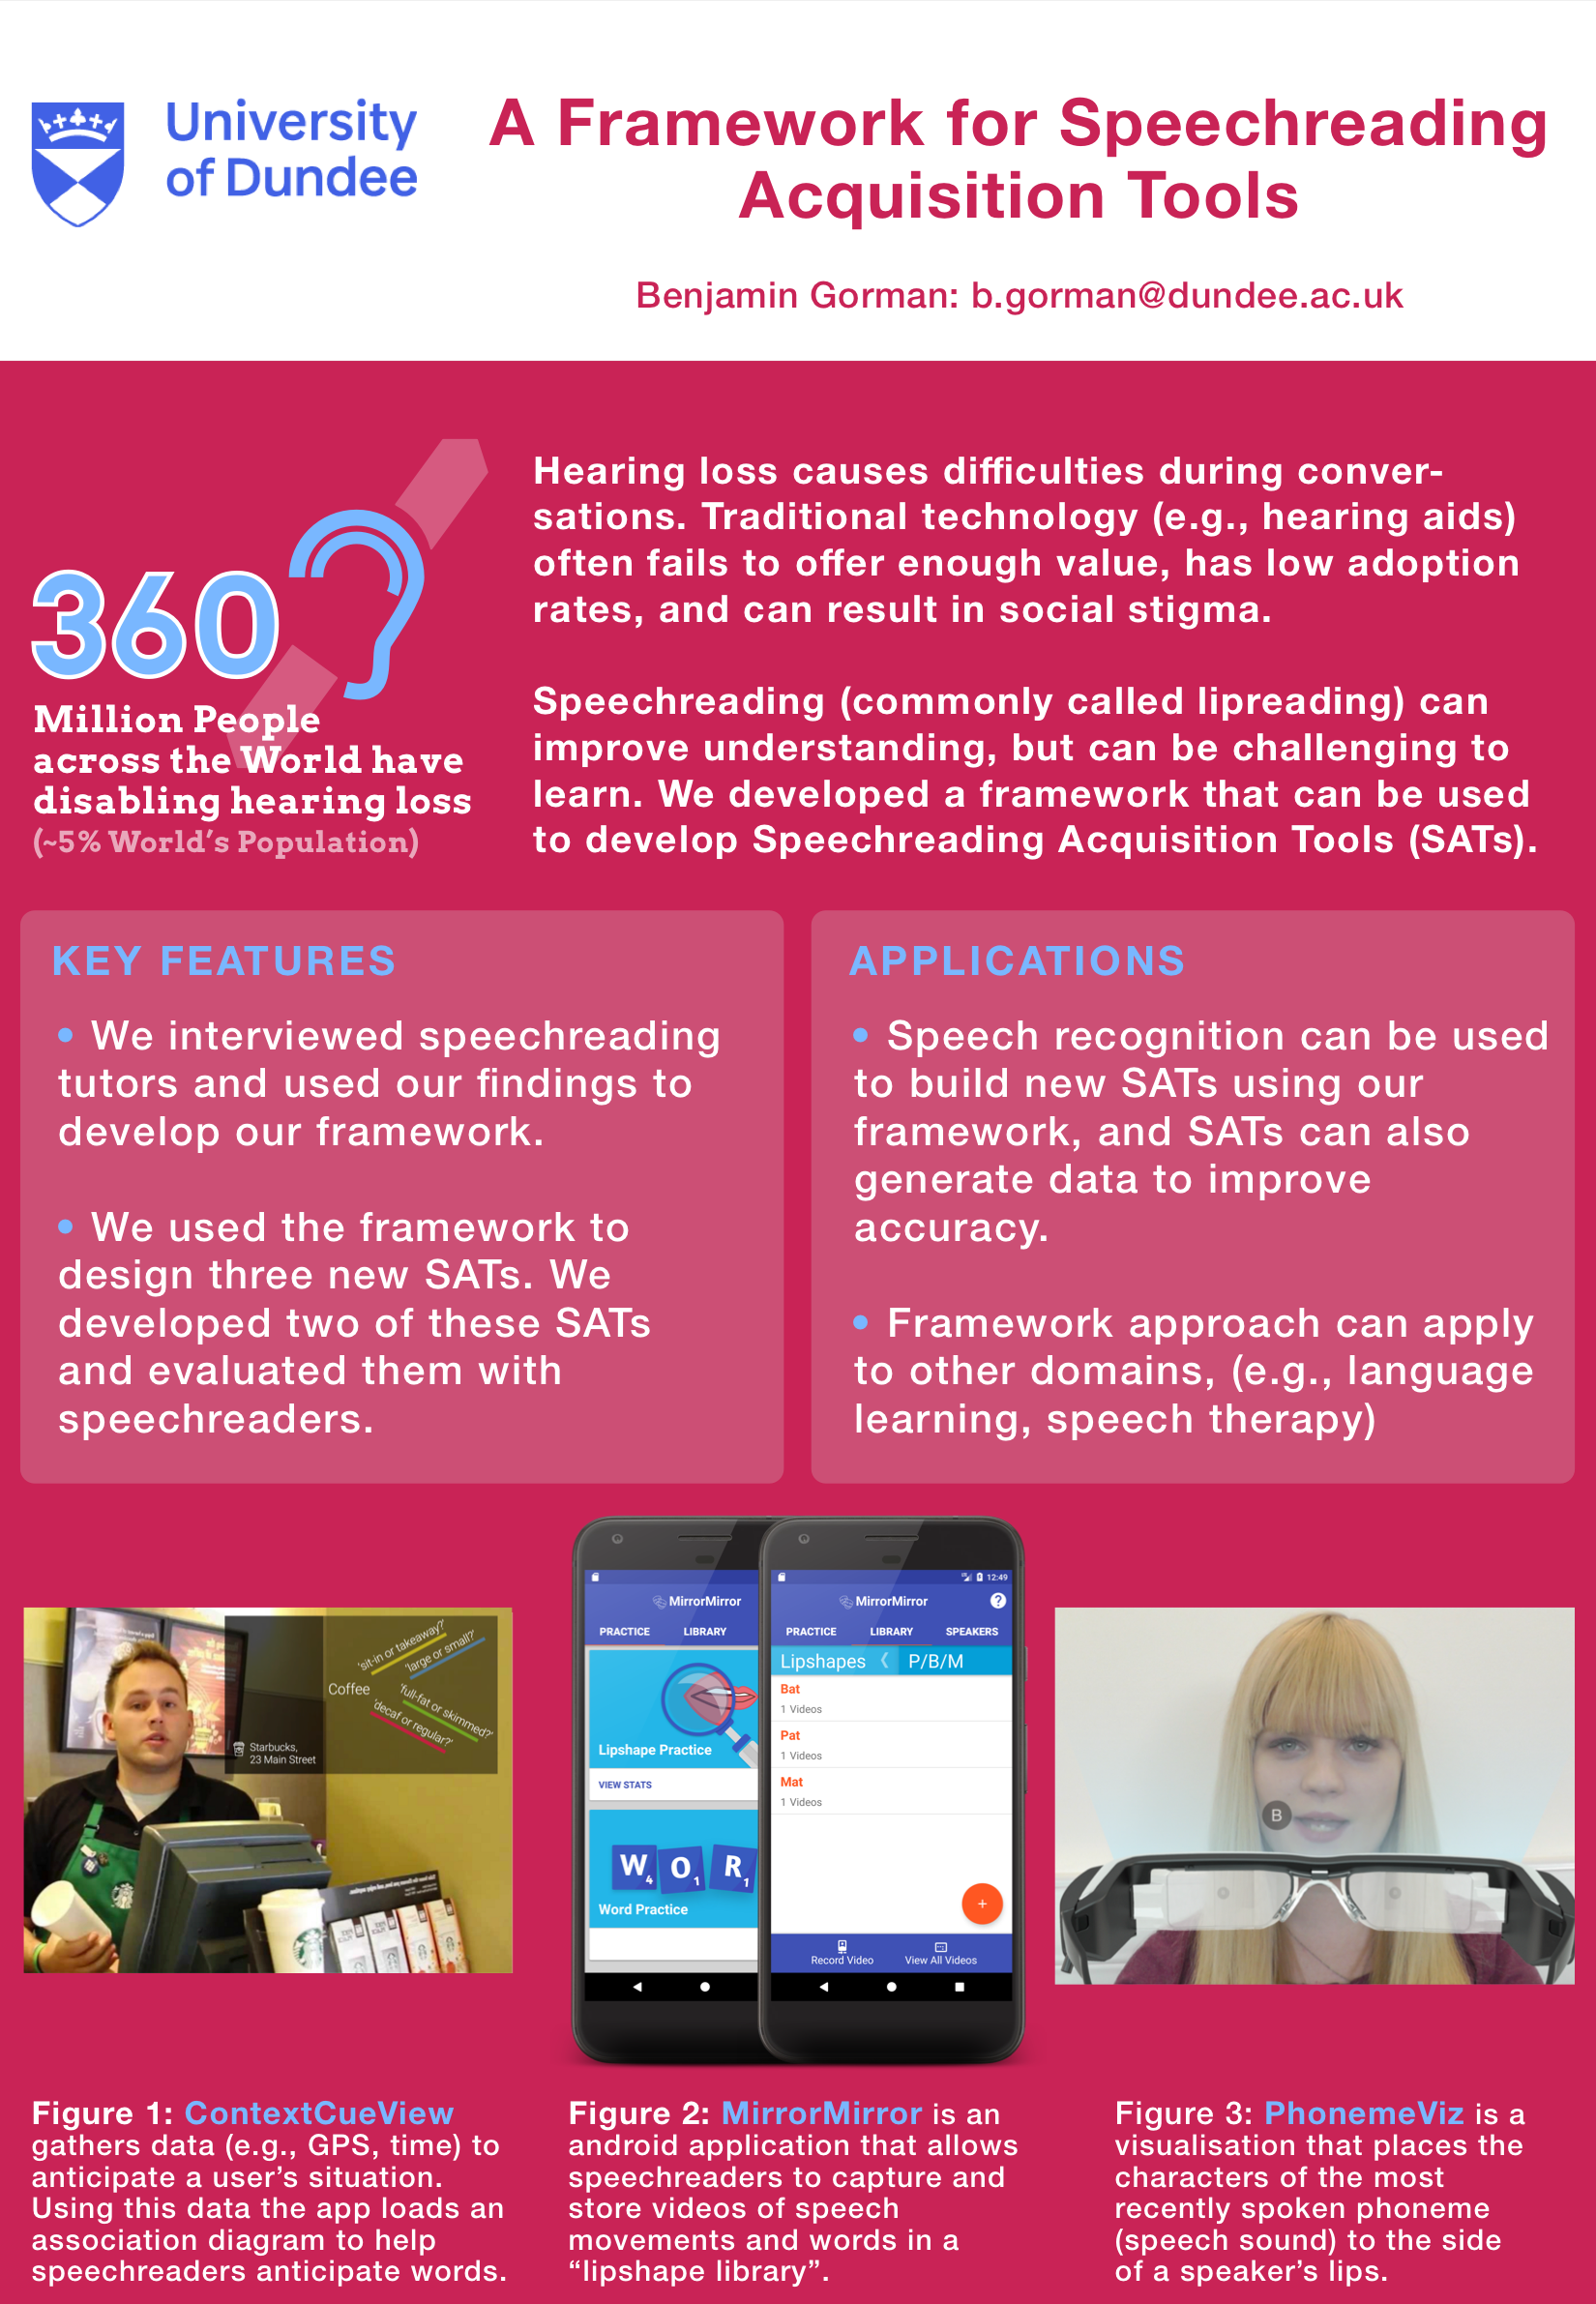 University
of Dundee
A Framework for Speechreading
Acquisition Tools
Benjamin Gorman: b.gorman@dundee.ac.uk
360
Million People
across the World have
disabling hearing loss
(~5% World's Population)
Hearing loss causes difficulties during conver-
sations. Traditional technology (e.g., hearing aids)
often fails to offer enough value, has low adoption
rates, and can result in social stigma.
Speechreading (commonly called lipreading) can
improve understanding, but can be challenging to
learn. We developed a framework that can be used
to develop Speechreading Acquisition Tools (SATs).
KEY FEATURES
• We interviewed speechreading
tutors and used our findings to
develop our framework.
• We used the framework to
design three new SATs. We
developed two of these SATs
and evaluated them with
speechreaders.
APPLICATIONS
• Speech recognition can be used
to build new SATs using our
framework, and SATs can also
generate data to improve
accuracy.
• Framework approach can apply
to other domains, (e.g., language
learning, speech therapy)
'sit-in or takeaway?'
'large or small?'
Coffee
'full-fat or skimmed?'
'decaf or regular?'
Starbucks,
23 Main Street
MirrorMirror
PRACTICE LIBRARY
Lipshape Practice
VIEW STATS
W4 O1 R1
Word Practice
12:49
MirrorMirror ?
PRACTICE LIBRARY SPEAKERS
Lipshapes P/B/M
Bat
1 Videos
Pat
1 Videos
Mat
1 Videos
+
Record Video View All Videos
B
Figure 1: ContextCueView
gathers data (e.g., GPS, time) to
anticipate a user's situation.
Using this data the app loads an
association diagram to help
speechreaders anticipate words.
Figure 2: MirrorMirror is an
android application that allows
speechreaders to capture and
store videos of speech
movements and words in a
“lipshape library”.
Figure 3: PhonemeViz is a
visualisation that places the
characters of the most
recently spoken phoneme
(speech sound) to the side
of a speaker's lips.